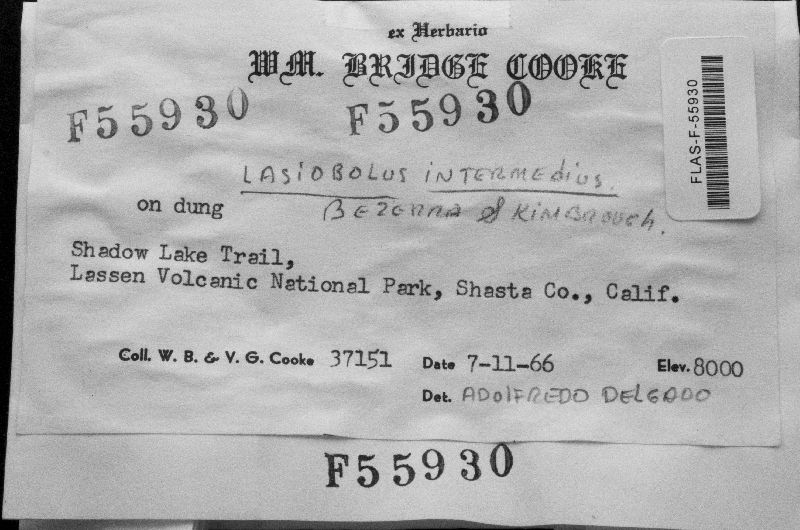 ex Herbario
WM. BRIDGE COOKE
F55930 F55930
FLAS-F-55930
LASIOBOLUS INTERMEDIUS.
on dung BEZERRA & KIMBROUGH.
Shadow Lake Trail,
Lassen Volcanic National Park, Shasta Co., Calif.
Coll. W. B. & V. G. Cooke 37151 Date 7-11-66 Elev. 8000
Det. ADOLFREDO DELGADO
F55930